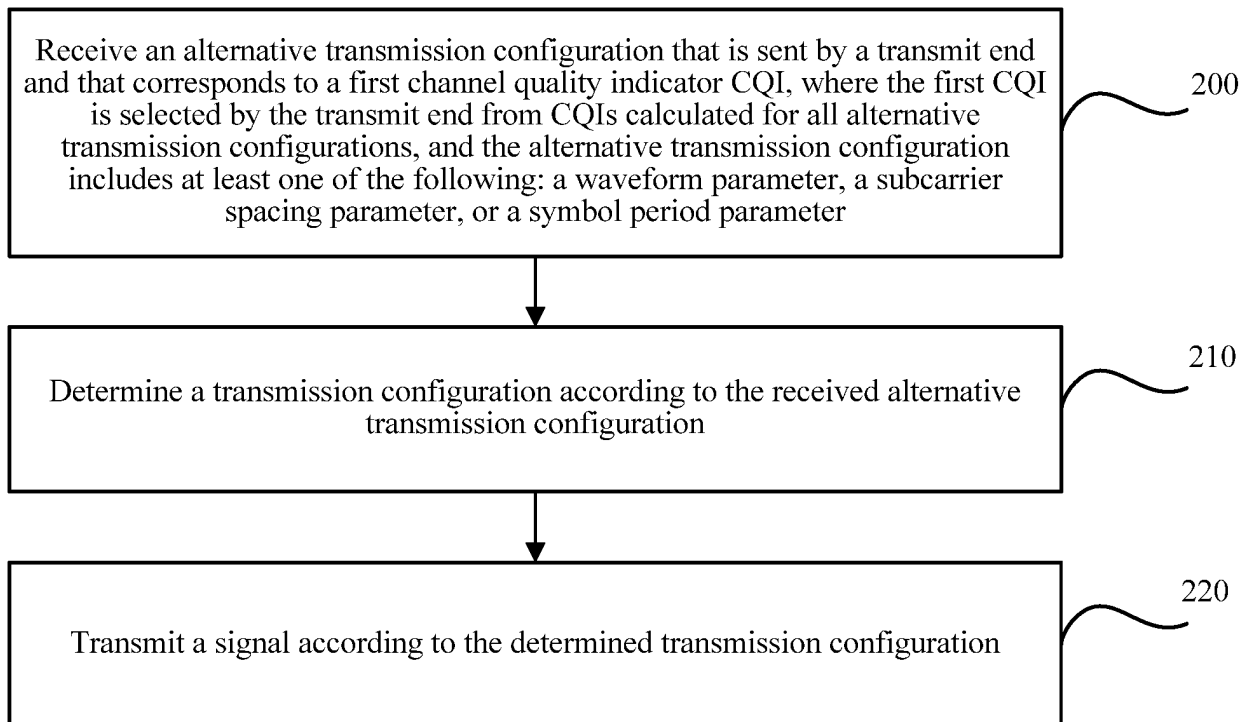 Receive an alternative transmission configuration that is sent by a transmit end
and that corresponds to a first channel quality indicator CQI, where the first CQI
is selected by the transmit end from CQIs calculated for all alternative
transmission configurations, and the alternative transmission configuration
includes at least one of the following: a waveform parameter, a subcarrier
spacing parameter, or a symbol period parameter
200
Determine a transmission configuration according to the received alternative
transmission configuration
210
Transmit a signal according to the determined transmission configuration
220